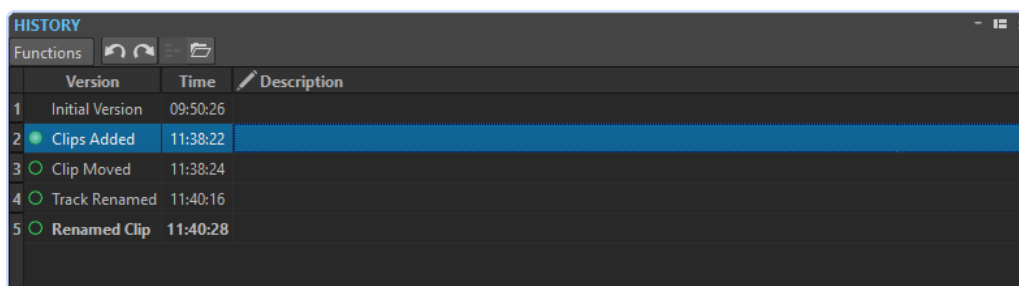 HISTORY
Functions
Version Time Description
1 Initial Version 09:50:26
2 Clips Added 11:38:22
3 Clip Moved 11:38:24
4 Track Renamed 11:40:16
5 Renamed Clip 11:40:28